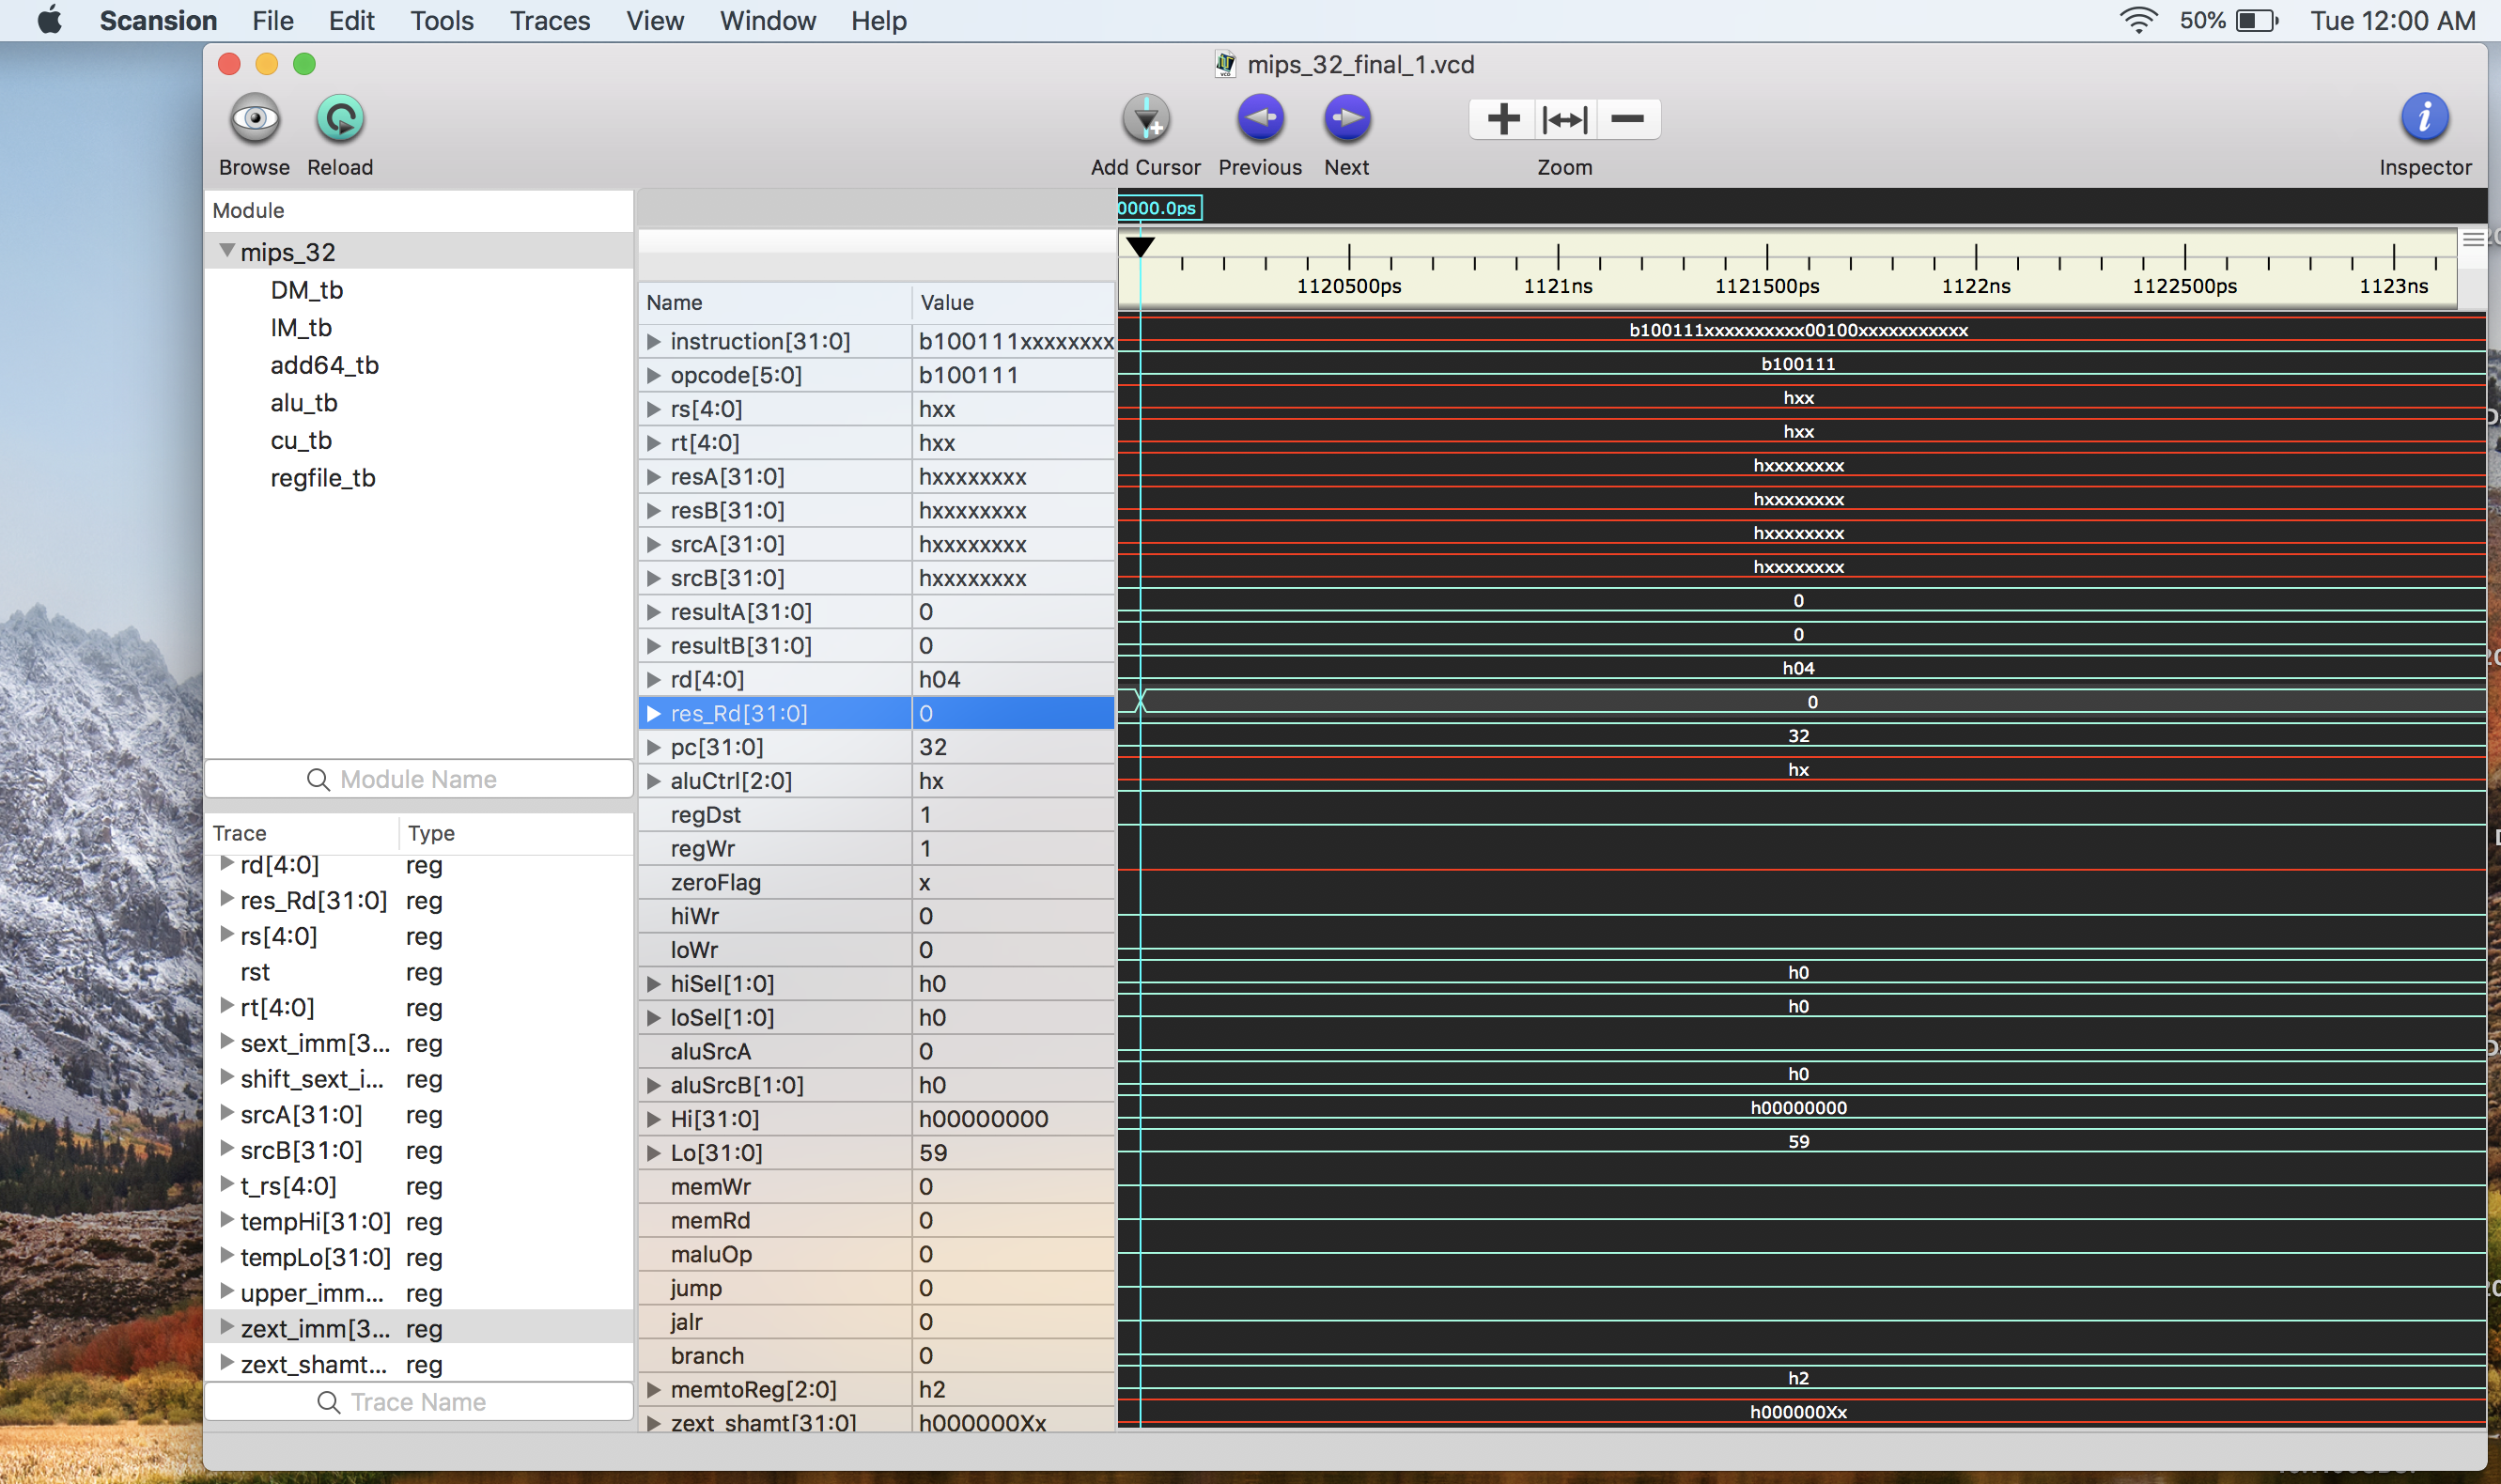 Scansion File Edit Tools Traces View Window Help 50% Tue 12:00 AM
mips_32_final_1.vcd
Browse Reload Add Cursor Previous Next Zoom Inspector
Module
mips_32
DM_tb
IM_tb
add64_tb
alu_tb
cu_tb
regfile_tb
Module Name
Trace Type
rd[4:0] reg
res_Rd[31:0] reg
rs[4:0] reg
rst reg
rt[4:0] reg
sext_imm[3... reg
shift_sext_i... reg
srcA[31:0] reg
srcB[31:0] reg
t_rs[4:0] reg
tempHi[31:0] reg
tempLo[31:0] reg
upper_imm... reg
zext_imm[3... reg
zext_shamt... reg
Trace Name
0000.0ps
1120500ps 1121ns 1121500ps 1122ns 1122500ps 1123ns
Name Value
instruction[31:0] b100111xxxxxxxx b100111xxxxxxxxxx00100xxxxxxxxxxx
opcode[5:0] b100111 b100111
rs[4:0] hxx hxx
rt[4:0] hxx hxx
resA[31:0] hxxxxxxxx hxxxxxxxx
resB[31:0] hxxxxxxxx hxxxxxxxx
srcA[31:0] hxxxxxxxx hxxxxxxxx
srcB[31:0] hxxxxxxxx hxxxxxxxx
resultA[31:0] 0 0
resultB[31:0] 0 0
rd[4:0] h04 h04
res_Rd[31:0] 0 0
pc[31:0] 32 32
aluCtrl[2:0] hx hx
regDst 1
regWr 1
zeroFlag x
hiWr 0
loWr 0
hiSel[1:0] h0 h0
loSel[1:0] h0 h0
aluSrcA 0
aluSrcB[1:0] h0 h0
Hi[31:0] h00000000 h00000000
Lo[31:0] 59 59
memWr 0
memRd 0
maluOp 0
jump 0
jalr 0
branch 0
memtoReg[2:0] h2 h2
zext_shamt[31:0] h000000Xx h000000Xx